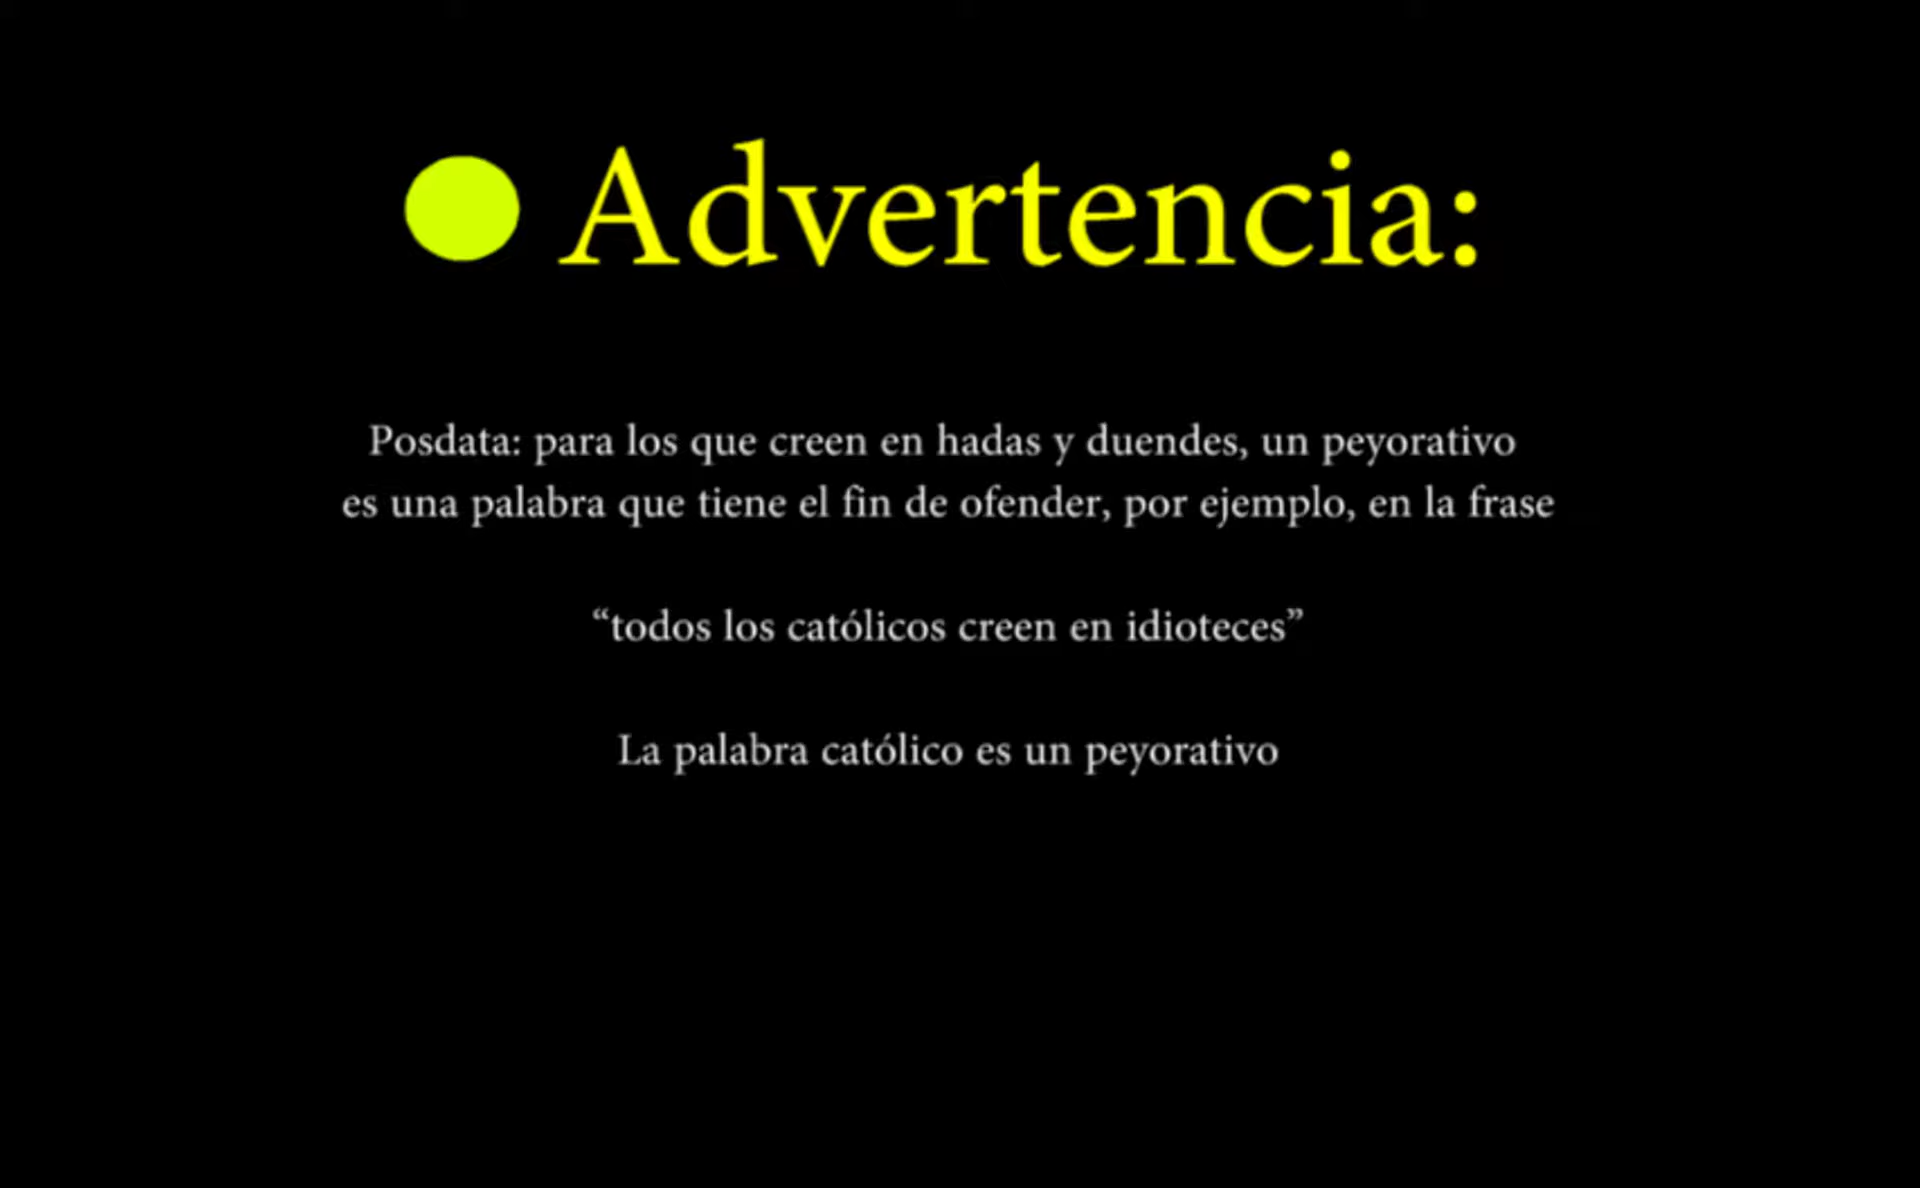 Advertencia:
Posdata: para los que creen en hadas y duendes, un peyorativo
es una palabra que tiene el fin de ofender, por ejemplo, en la frase
“todos los católicos creen en idioteces”
La palabra católico es un peyorativo